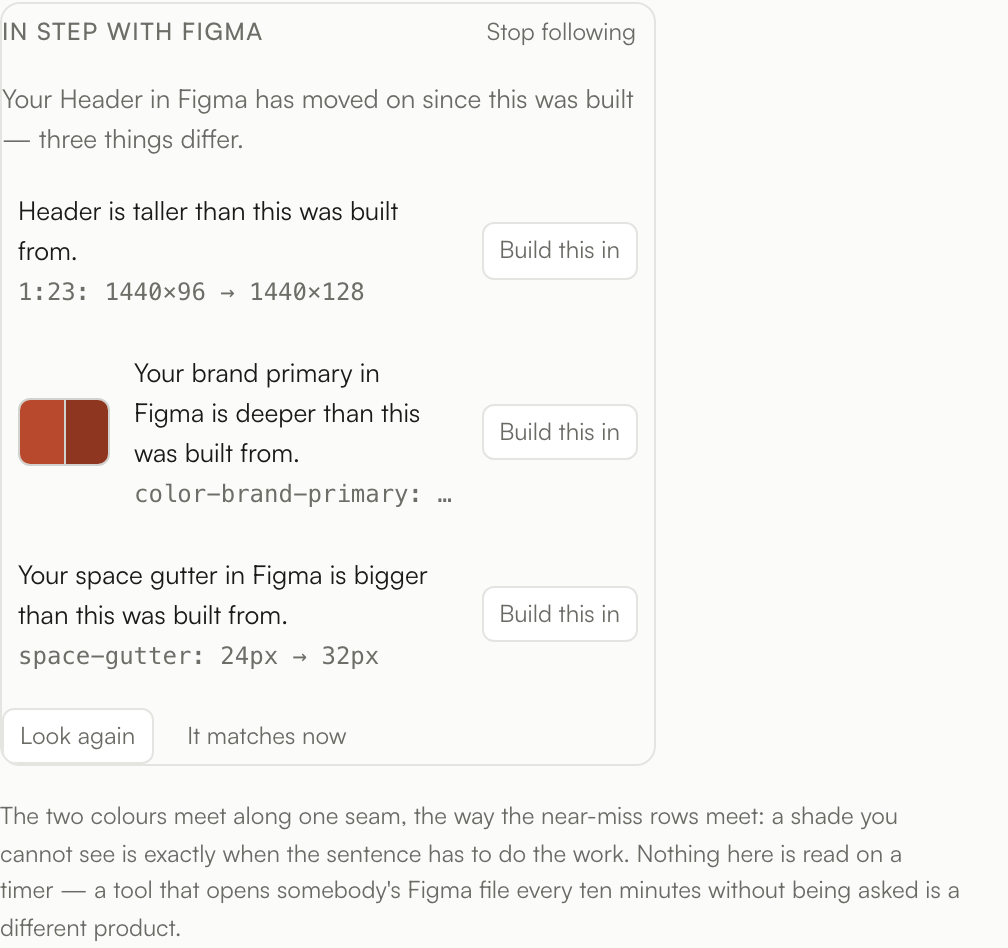 IN STEP WITH FIGMA
Stop following
Your Header in Figma has moved on since this was built
— three things differ.
Header is taller than this was built
from.
1:23: 1440×96 → 1440×128
Build this in
Your brand primary in
Figma is deeper than this
was built from.
color-brand-primary: …
Build this in
Your space gutter in Figma is bigger
than this was built from.
space-gutter: 24px → 32px
Build this in
Look again
It matches now
The two colours meet along one seam, the way the near-miss rows meet: a shade you
cannot see is exactly when the sentence has to do the work. Nothing here is read on a
timer — a tool that opens somebody's Figma file every ten minutes without being asked is a
different product.